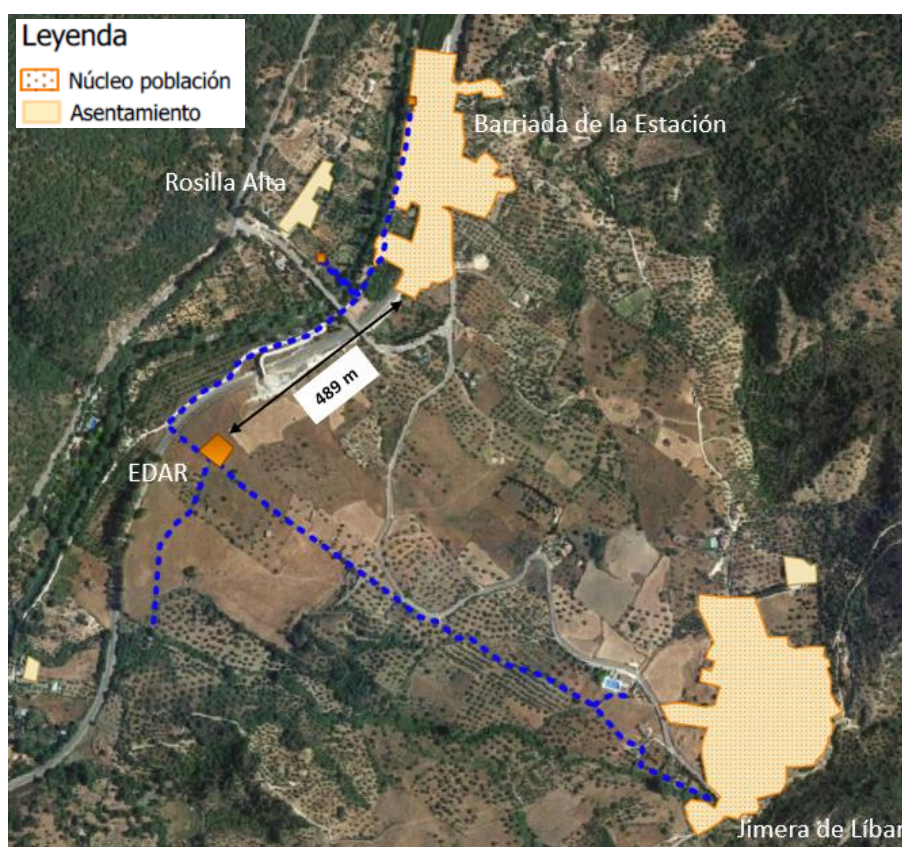 Leyenda
Núcleo población
Asentamiento
Barriada de la Estación
Rosilla Alta
489 m
EDAR
Jimera de Líbar